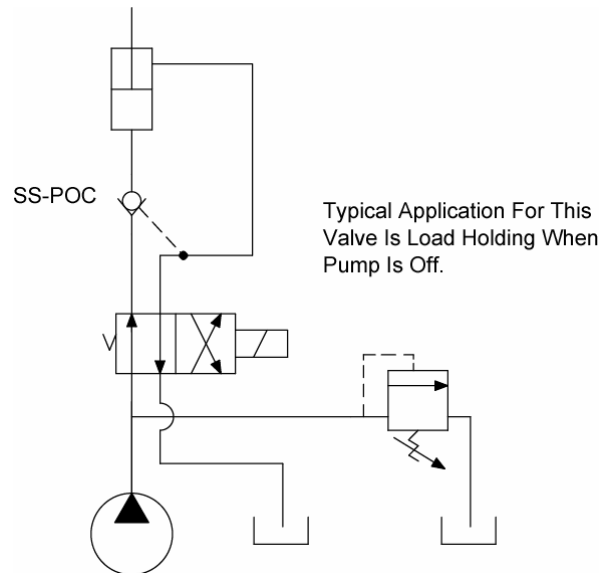 SS-POC
Typical Application For This
Valve Is Load Holding When
Pump Is Off.